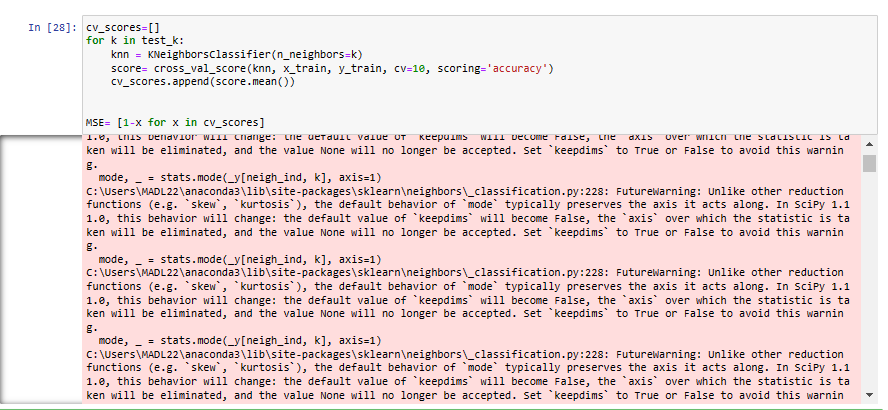 In [28]: cv_scores=[]
for k in test_k:
    knn = KNeighborsClassifier(n_neighbors=k)
    score= cross_val_score(knn, x_train, y_train, cv=10, scoring='accuracy')
    cv_scores.append(score.mean())
MSE= [1-x for x in cv_scores]
1.0, this behavior will change: the default value of `keepdims` will become False, the `axis` over which the statistic is ta
ken will be eliminated, and the value None will no longer be accepted. Set `keepdims` to True or False to avoid this warnin
g.
  mode, _ = stats.mode(_y[neigh_ind, k], axis=1)
C:\Users\MADL22\anaconda3\lib\site-packages\sklearn\neighbors\_classification.py:228: FutureWarning: Unlike other reduction
functions (e.g. `skew`, `kurtosis`), the default behavior of `mode` typically preserves the axis it acts along. In SciPy 1.1
1.0, this behavior will change: the default value of `keepdims` will become False, the `axis` over which the statistic is ta
ken will be eliminated, and the value None will no longer be accepted. Set `keepdims` to True or False to avoid this warnin
g.
  mode, _ = stats.mode(_y[neigh_ind, k], axis=1)
C:\Users\MADL22\anaconda3\lib\site-packages\sklearn\neighbors\_classification.py:228: FutureWarning: Unlike other reduction
functions (e.g. `skew`, `kurtosis`), the default behavior of `mode` typically preserves the axis it acts along. In SciPy 1.1
1.0, this behavior will change: the default value of `keepdims` will become False, the `axis` over which the statistic is ta
ken will be eliminated, and the value None will no longer be accepted. Set `keepdims` to True or False to avoid this warnin
g.
  mode, _ = stats.mode(_y[neigh_ind, k], axis=1)
C:\Users\MADL22\anaconda3\lib\site-packages\sklearn\neighbors\_classification.py:228: FutureWarning: Unlike other reduction
functions (e.g. `skew`, `kurtosis`), the default behavior of `mode` typically preserves the axis it acts along. In SciPy 1.1
1.0, this behavior will change: the default value of `keepdims` will become False, the `axis` over which the statistic is ta
ken will be eliminated, and the value None will no longer be accepted. Set `keepdims` to True or False to avoid this warnin